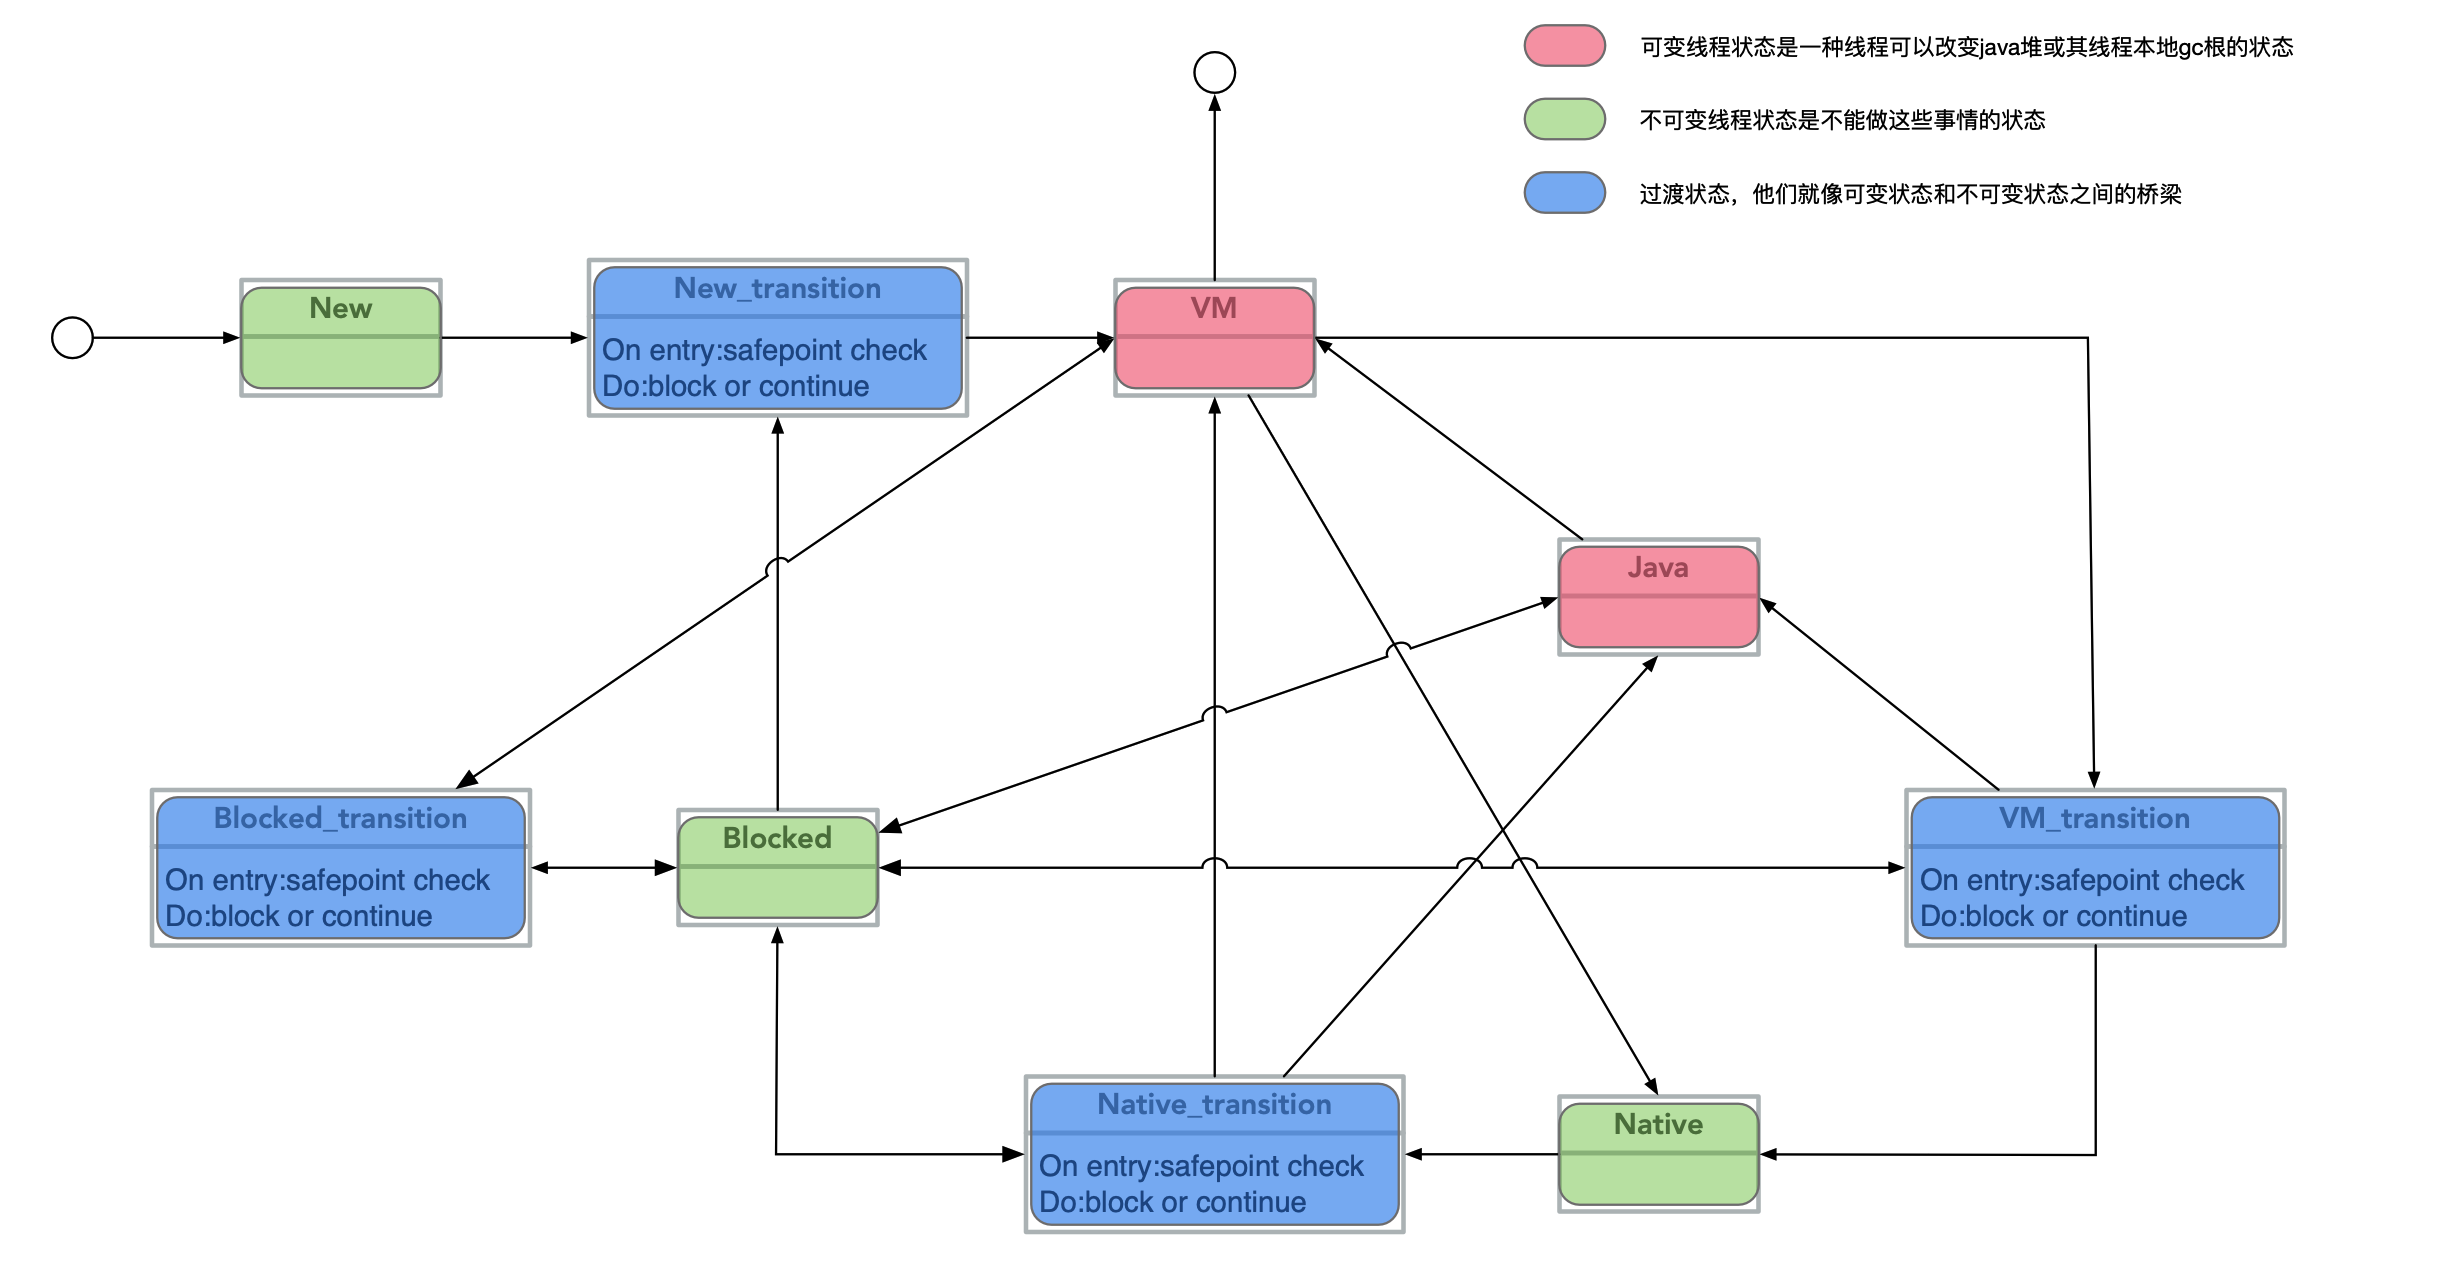 可变线程状态是一种线程可以改变java堆或其线程本地gc根的状态
不可变线程状态是不能做这些事情的状态
过渡状态，他们就像可变状态和不可变状态之间的桥梁
New
New_transition
On entry:safepoint check
Do:block or continue
VM
Java
Blocked_transition
On entry:safepoint check
Do:block or continue
Blocked
VM_transition
On entry:safepoint check
Do:block or continue
Native_transition
On entry:safepoint check
Do:block or continue
Native